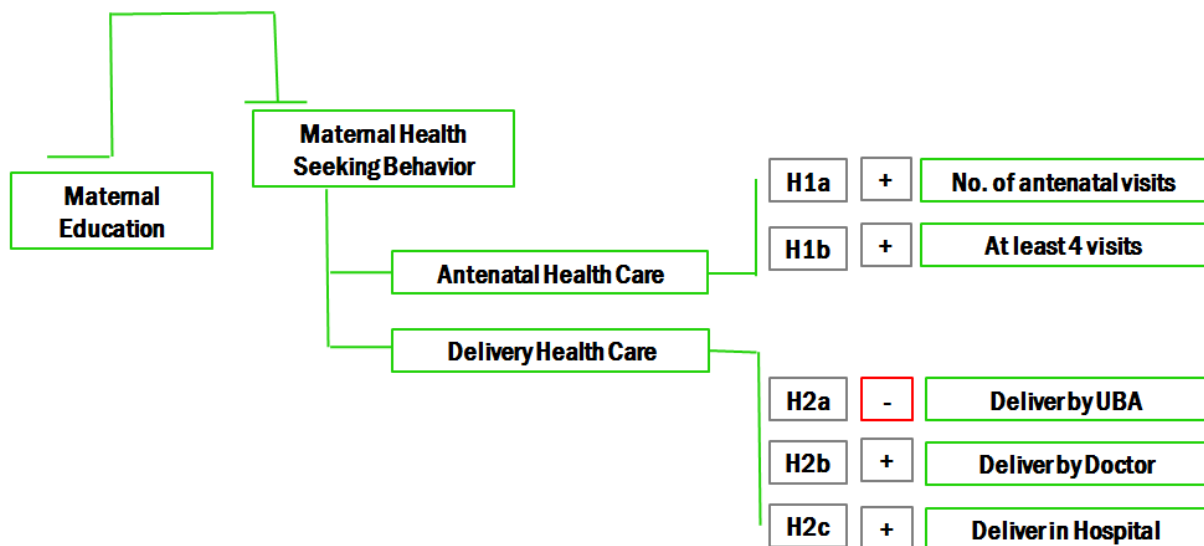 Maternal Health
Seeking Behavior
Maternal
Education
H1a + No. of antenatal visits
H1b + At least 4 visits
Antenatal Health Care
Delivery Health Care
H2a - Deliver by UBA
H2b + Deliver by Doctor
H2c + Deliver in Hospital